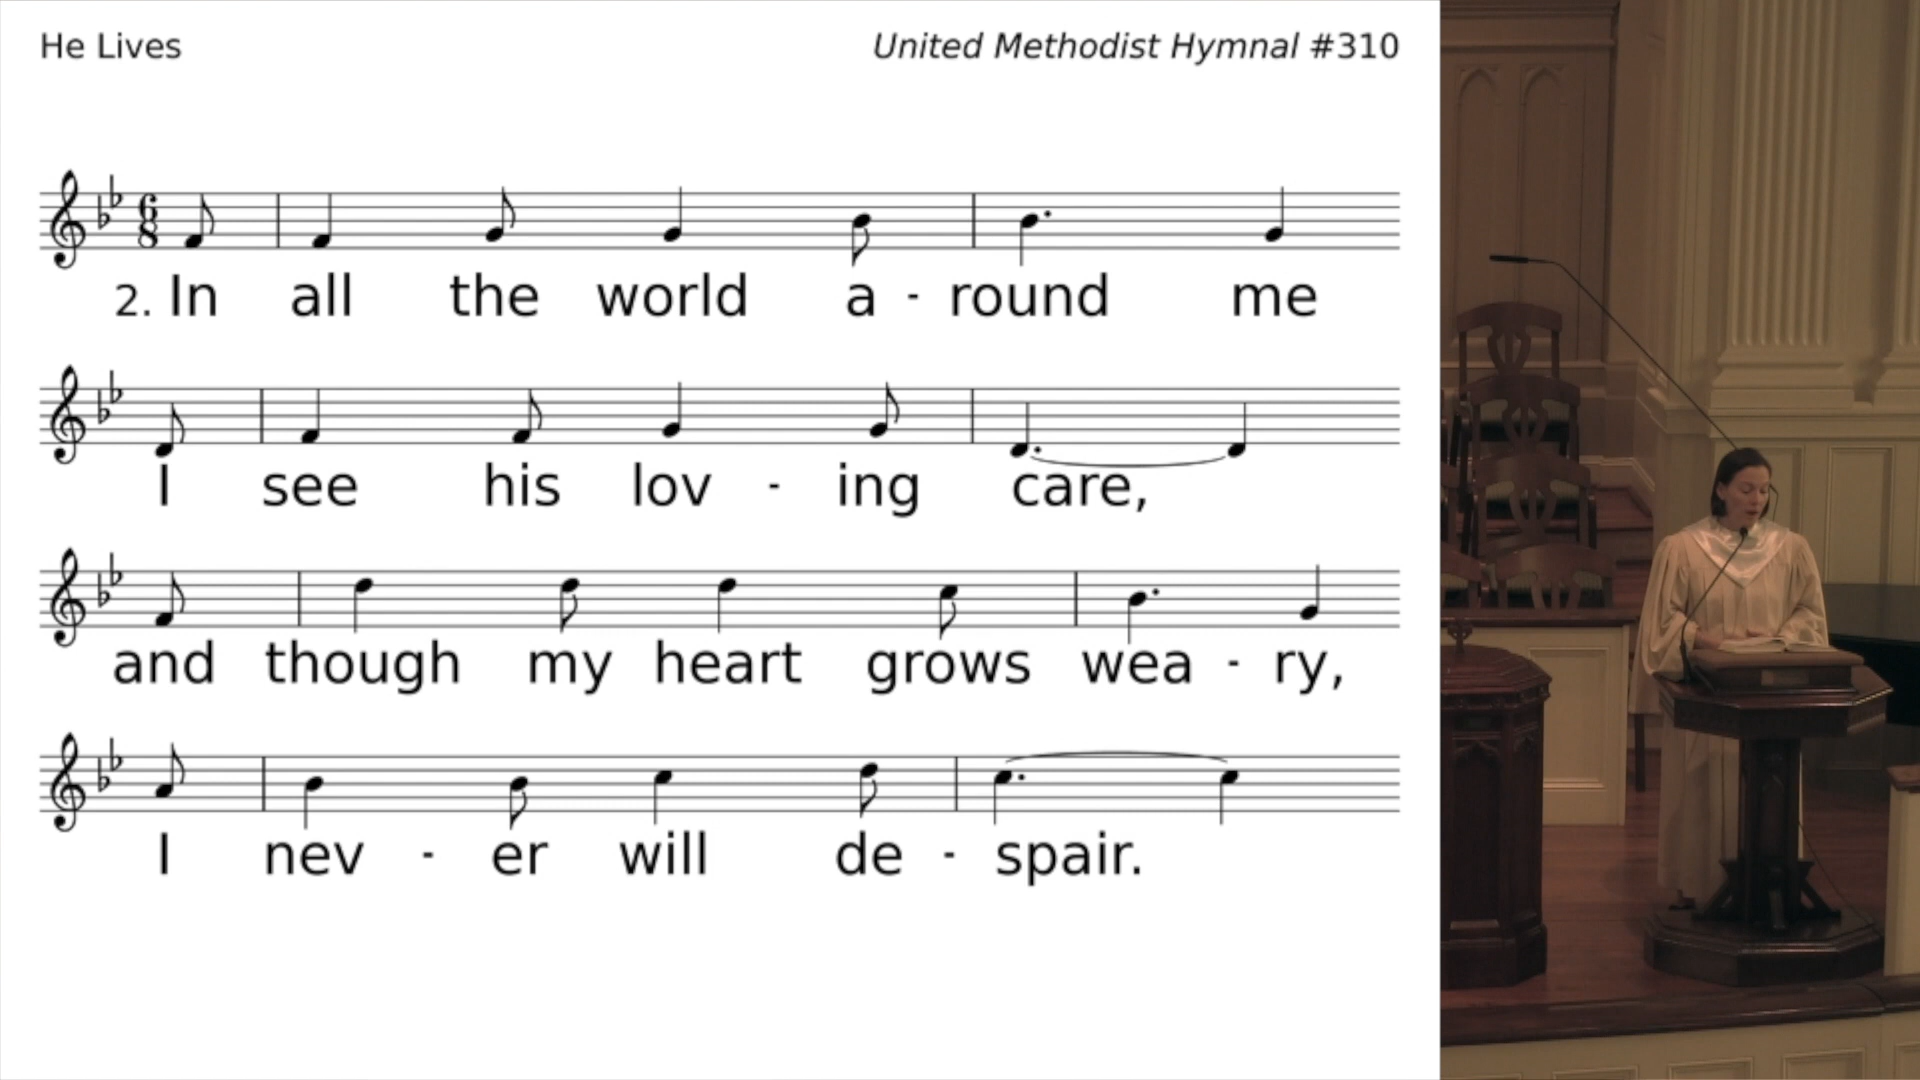 He Lives
United Methodist Hymnal #310
2. In all the world a - round me
I see his lov - ing care,
and though my heart grows wea - ry,
I nev - er will de - spair.